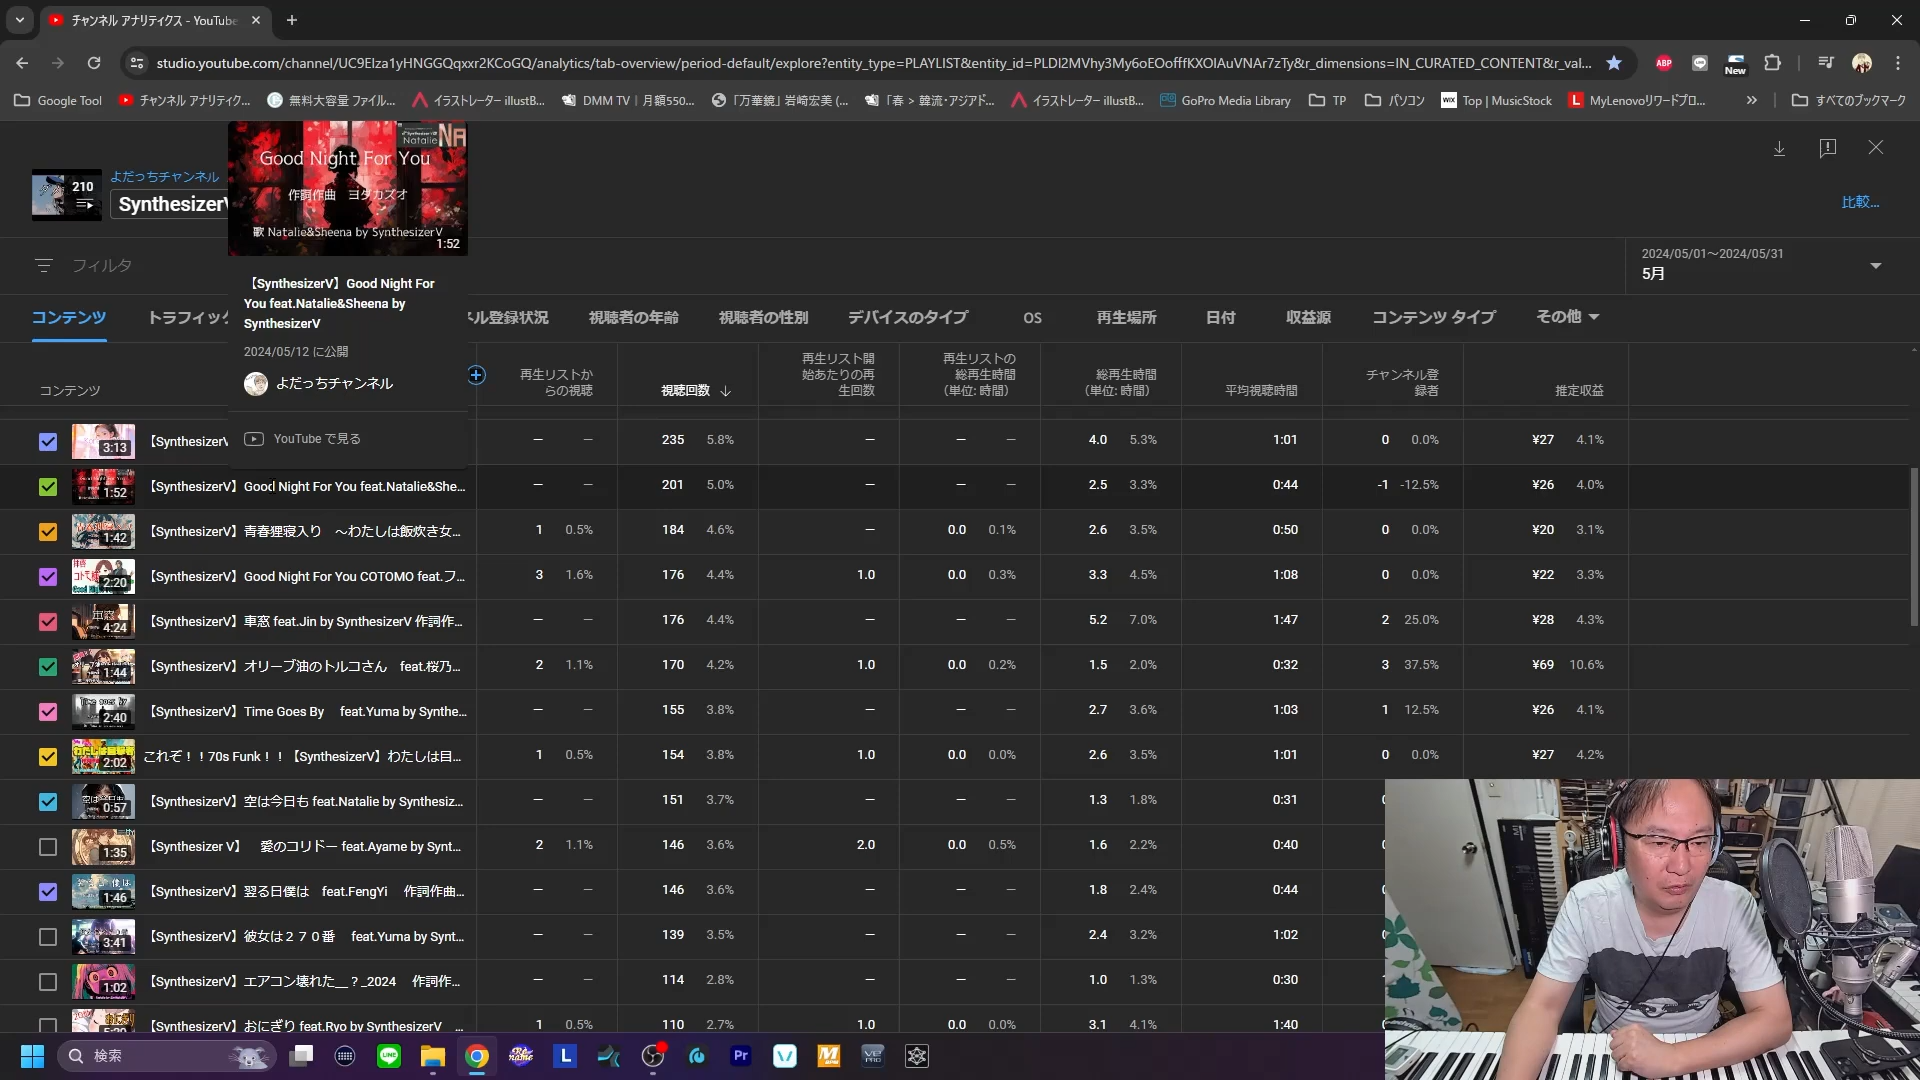 チャンネル アナリティクス - YouTube
studio.youtube.com/channel/UC9EIza1yHNGGQqxxr2KCoGQ/analytics/tab-overview/period-default/explore?entity_type=PLAYLIST&entity_id=PLDI2MVhy3My6oEOofffKXOIAuVNAr7zTy&r_dimensions=IN_CURATED_CONTENT&r_val...
ABP
New
Google Tool
チャンネル アナリティク...
無料大容量 ファイル...
イラストレーター illustB...
DMM TV | 月額550...
「万華鏡」岩崎宏美 (...
「春 > 韓流・アジアド...
イラストレーター illustB...
GoPro Media Library
TP
パソコン
Top | MusicStock
MyLenovoリワードプロ...
すべてのブックマーク
210
よだっちチャンネル
SynthesizerV
Natalie
Good Night For You
作詞作曲 ヨダカズオ
歌 Natalie&Sheena by SynthesizerV
1:52
【SynthesizerV】Good Night For
You feat.Natalie&Sheena by
SynthesizerV
2024/05/12 に公開
よだっちチャンネル
YouTube で見る
比較...
フィルタ
2024/05/01～2024/05/31
5月
コンテンツ
トラフィック
ネル登録状況
視聴者の年齢
視聴者の性別
デバイスのタイプ
OS
再生場所
日付
収益源
コンテンツ タイプ
その他
コンテンツ
再生リストか
らの視聴
視聴回数
再生リスト開
始あたりの再
生回数
再生リストの
総再生時間
(単位: 時間)
総再生時間
(単位: 時間)
平均視聴時間
チャンネル登
録者
推定収益
3:13 【SynthesizerV — — 235 5.8% — — — 4.0 5.3% 1:01 0 0.0% ¥27 4.1%
1:52 【SynthesizerV】Good Night For You feat.Natalie&She... — — 201 5.0% — — — 2.5 3.3% 0:44 -1 -12.5% ¥26 4.0%
1:42 【SynthesizerV】青春狸寝入り ～わたしは飯炊き女... 1 0.5% 184 4.6% — 0.0 0.1% 2.6 3.5% 0:50 0 0.0% ¥20 3.1%
2:20 【SynthesizerV】Good Night For You COTOMO feat.フ... 3 1.6% 176 4.4% 1.0 0.0 0.3% 3.3 4.5% 1:08 0 0.0% ¥22 3.3%
4:24 【SynthesizerV】車窓 feat.Jin by SynthesizerV 作詞作... — — 176 4.4% — — — 5.2 7.0% 1:47 2 25.0% ¥28 4.3%
1:44 【SynthesizerV】オリーブ油のトルコさん feat.桜乃... 2 1.1% 170 4.2% 1.0 0.0 0.2% 1.5 2.0% 0:32 3 37.5% ¥69 10.6%
2:40 【SynthesizerV】Time Goes By feat.Yuma by Synthe... — — 155 3.8% — — — 2.7 3.6% 1:03 1 12.5% ¥26 4.1%
2:02 これぞ！！70s Funk！！【SynthesizerV】わたしは目... 1 0.5% 154 3.8% 1.0 0.0 0.0% 2.6 3.5% 1:01 0 0.0% ¥27 4.2%
0:57 【SynthesizerV】空は今日も feat.Natalie by Synthesiz... — — 151 3.7% — — — 1.3 1.8% 0:31
1:35 【Synthesizer V】 愛のコリドー feat.Ayame by Synt... 2 1.1% 146 3.6% 2.0 0.0 0.5% 1.6 2.2% 0:40
1:46 【SynthesizerV】翌る日僕は feat.FengYi 作詞作曲... — — 146 3.6% — — — 1.8 2.4% 0:44
3:41 【SynthesizerV】彼女は２７０番 feat.Yuma by Synt... — — 139 3.5% — — — 2.4 3.2% 1:02
1:02 【SynthesizerV】エアコン壊れた＿？_2024 作詞作... — — 114 2.8% — — — 1.0 1.3% 0:30
【SynthesizerV】おにぎり feat.Ryo by SynthesizerV ... 1 0.5% 110 2.7% 1.0 0.0 0.0% 3.1 4.1% 1:40
検索
LINE
L
Pr